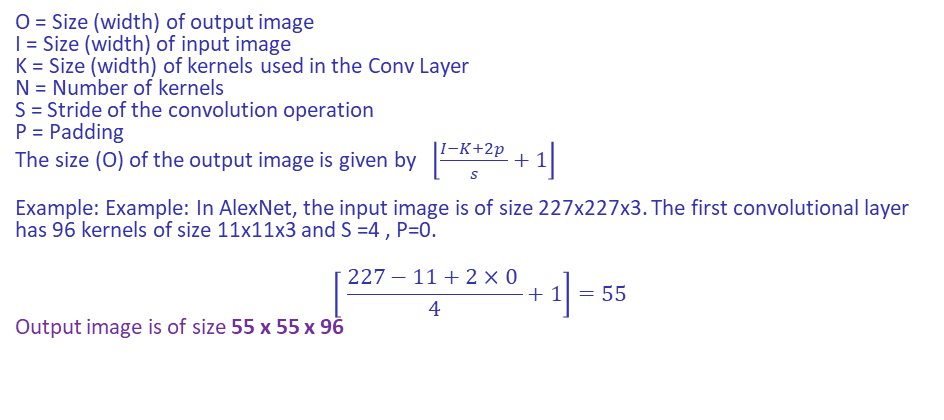 O = Size (width) of output image
I = Size (width) of input image
K = Size (width) of kernels used in the Conv Layer
N = Number of kernels
S = Stride of the convolution operation
P = Padding
The size (O) of the output image is given by ⌊(I−K+2p)/s + 1⌋
Example: Example: In AlexNet, the input image is of size 227x227x3. The first convolutional layer
has 96 kernels of size 11x11x3 and S =4 , P=0.
[(227 − 11 + 2 × 0)/4 + 1] = 55
Output image is of size 55 x 55 x 96